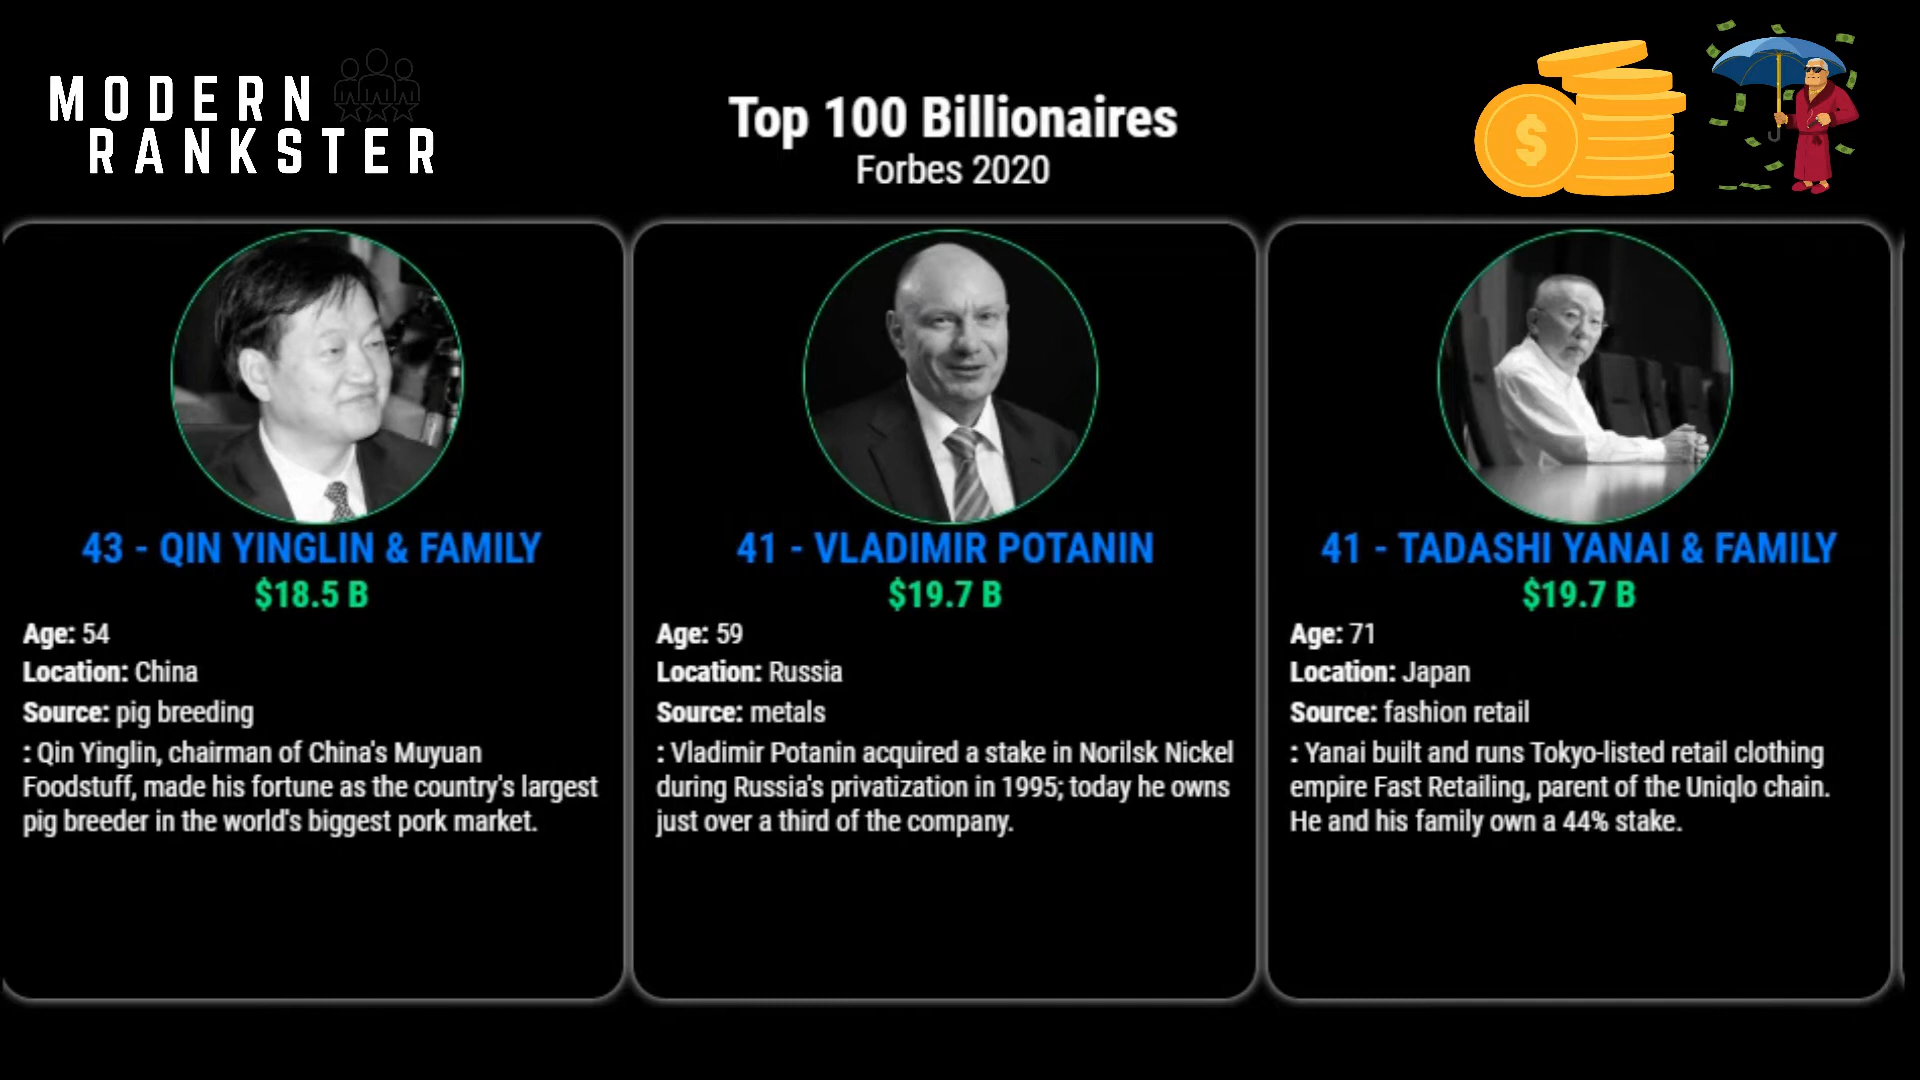 MODERN
RANKSTER
Top 100 Billionaires
Forbes 2020
$
43 - QIN YINGLIN & FAMILY
$18.5 B
Age: 54
Location: China
Source: pig breeding
: Qin Yinglin, chairman of China's Muyuan
Foodstuff, made his fortune as the country's largest
pig breeder in the world's biggest pork market.
41 - VLADIMIR POTANIN
$19.7 B
Age: 59
Location: Russia
Source: metals
: Vladimir Potanin acquired a stake in Norilsk Nickel
during Russia's privatization in 1995; today he owns
just over a third of the company.
41 - TADASHI YANAI & FAMILY
$19.7 B
Age: 71
Location: Japan
Source: fashion retail
: Yanai built and runs Tokyo-listed retail clothing
empire Fast Retailing, parent of the Uniqlo chain.
He and his family own a 44% stake.